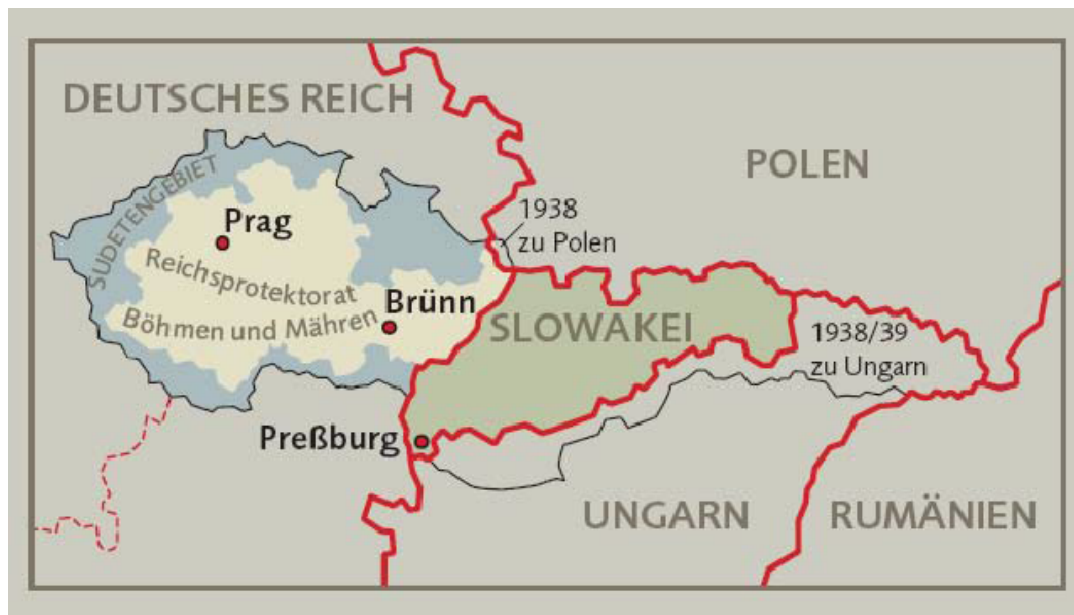 DEUTSCHES REICH
POLEN
SUDETENGEBIET
1938
zu Polen
Prag
Reichsprotektorat
Böhmen und Mähren
Brünn
SLOWAKEI
1938/39
zu Ungarn
Preßburg
UNGARN
RUMÄNIEN